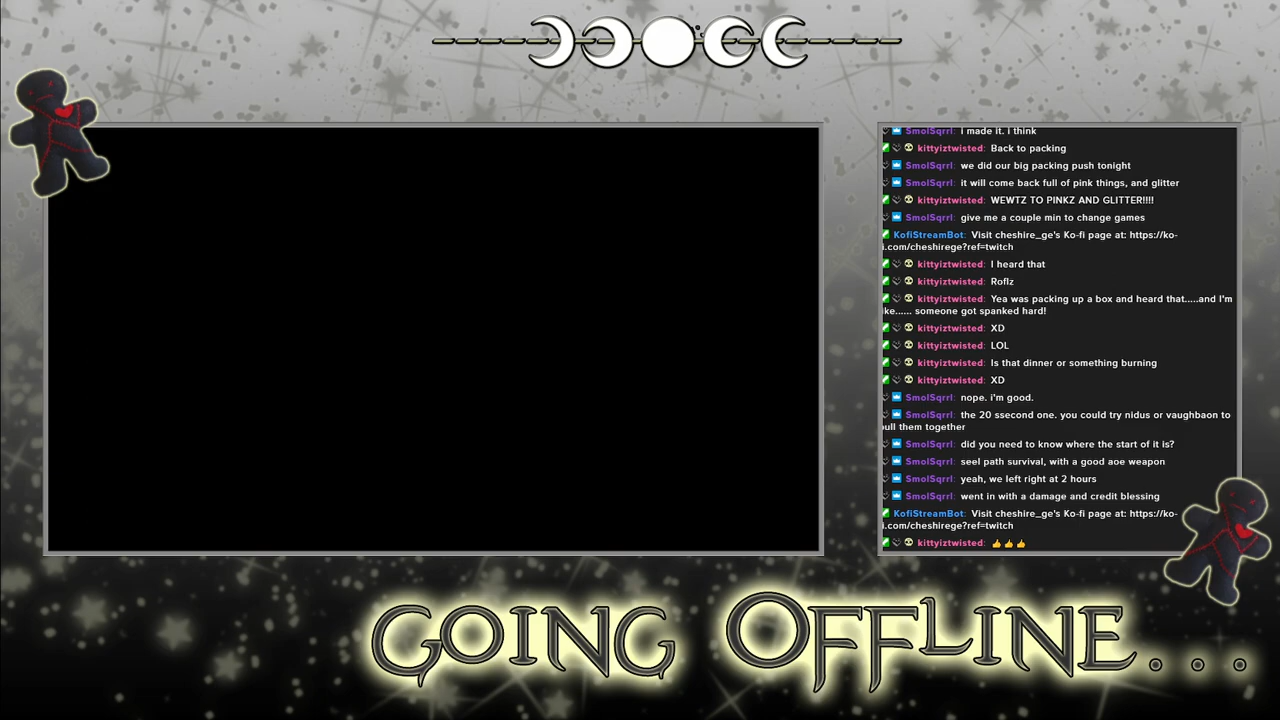 SmolSqrrl: i made it. i think
kittyiztwisted: Back to packing
SmolSqrrl: we did our big packing push tonight
SmolSqrrl: it will come back full of pink things, and glitter
kittyiztwisted: WEWTZ TO PINKZ AND GLITTER!!!!
SmolSqrrl: give me a couple min to change games
KofiStreamBot: Visit cheshire_ge's Ko-fi page at: https://ko-
i.com/cheshirege?ref=twitch
kittyiztwisted: I heard that
kittyiztwisted: Roflz
kittyiztwisted: Yea was packing up a box and heard that.....and I'm
ke...... someone got spanked hard!
kittyiztwisted: XD
kittyiztwisted: LOL
kittyiztwisted: Is that dinner or something burning
kittyiztwisted: XD
SmolSqrrl: nope. i'm good.
SmolSqrrl: the 20 ssecond one. you could try nidus or vaughbaon to
ull them together
SmolSqrrl: did you need to know where the start of it is?
SmolSqrrl: seel path survival, with a good aoe weapon
SmolSqrrl: yeah, we left right at 2 hours
SmolSqrrl: went in with a damage and credit blessing
KofiStreamBot: Visit cheshire_ge's Ko-fi page at: https://ko-
i.com/cheshirege?ref=twitch
kittyiztwisted: 👍👍👍
Going Offline...